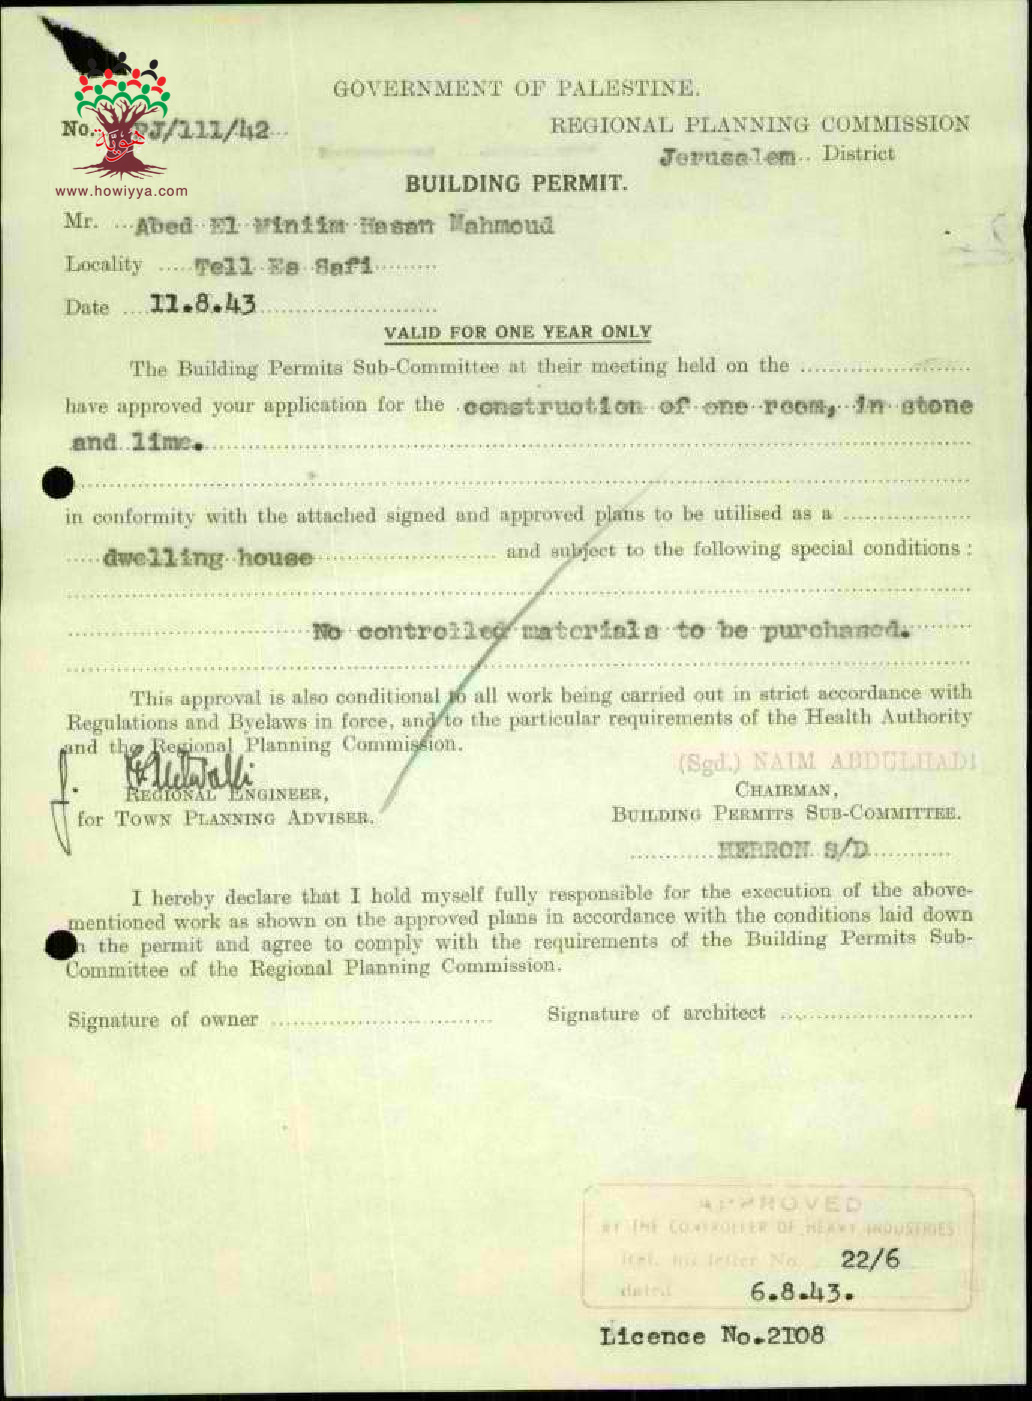 GOVERNMENT OF PALESTINE.
No. PJ/111/42
REGIONAL PLANNING COMMISSION
Jerusalem District
www.howiyya.com
BUILDING PERMIT.
Mr. Abed El Hasan Mahmoud
Locality Tell Es Safi
Date 11.8.43
VALID FOR ONE YEAR ONLY
The Building Permits Sub-Committee at their meeting held on the
have approved your application for the construction of one room, in stone
and lime.
in conformity with the attached signed and approved plans to be utilised as a
dwelling house and subject to the following special conditions :
No controlled materials to be purchased.
This approval is also conditional to all work being carried out in strict accordance with
Regulations and Byelaws in force, and to the particular requirements of the Health Authority
and the Regional Planning Commission.
(Sgd.) NAIM ABDULHADI
REGIONAL ENGINEER,
for TOWN PLANNING ADVISER.
CHAIRMAN,
BUILDING PERMITS SUB-COMMITTEE.
HEBRON S/D
I hereby declare that I hold myself fully responsible for the execution of the above-
mentioned work as shown on the approved plans in accordance with the conditions laid down
the permit and agree to comply with the requirements of the Building Permits Sub-
Committee of the Regional Planning Commission.
Signature of owner
Signature of architect
APPROVED
BY THE CONTROLLER OF HEAVY INDUSTRIES
Ref. his letter No. 22/6
dated 6.8.43.
Licence No.2108